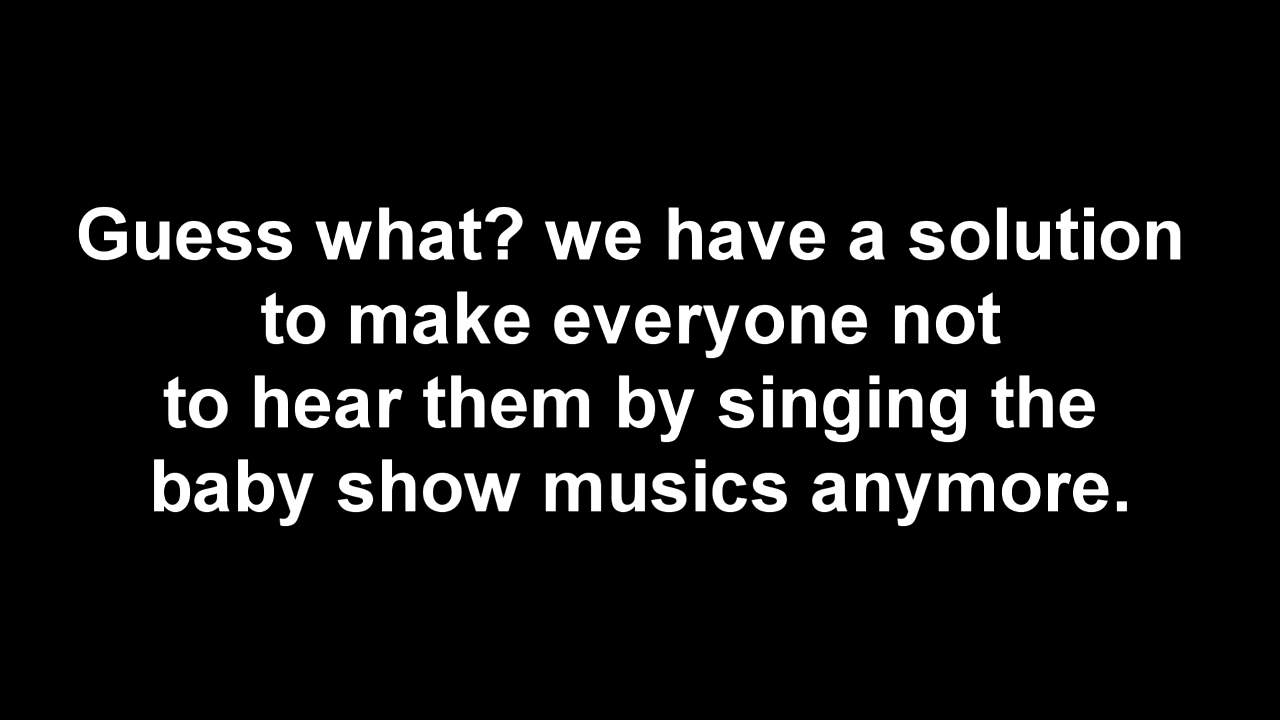 Guess what? we have a solution
to make everyone not
to hear them by singing the
baby show musics anymore.